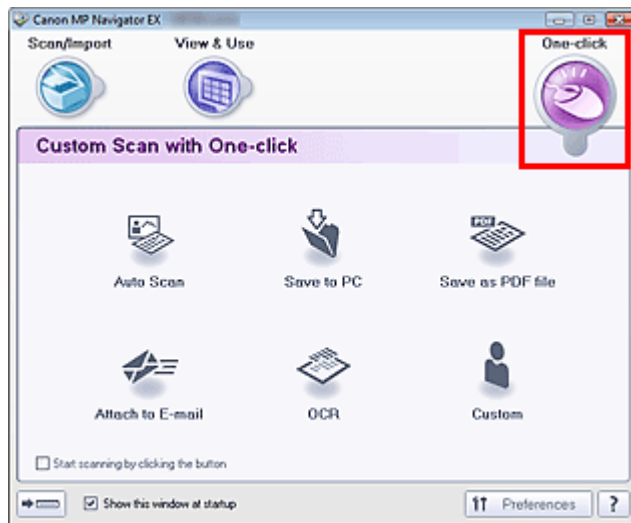 Canon MP Navigator EX
Scan/Import View & Use One-click
Custom Scan with One-click
Auto Scan Save to PC Save as PDF file
Attach to E-mail OCR Custom
Start scanning by clicking the button
Show this window at startup Preferences ?